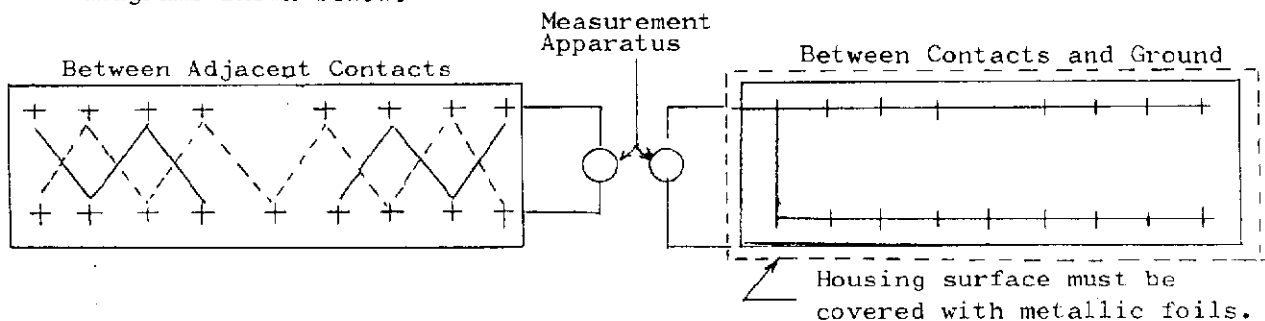 Measurement
Apparatus
Between Adjacent Contacts
Between Contacts and Ground
Housing surface must be
covered with metallic foils.